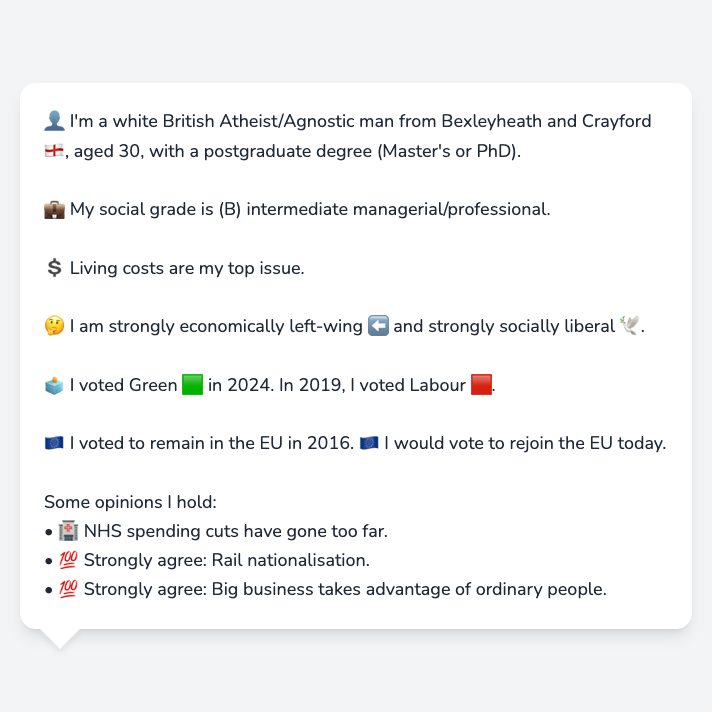 👤 I'm a white British Atheist/Agnostic man from Bexleyheath and Crayford
🏴󠁧󠁢󠁥󠁮󠁧󠁿, aged 30, with a postgraduate degree (Master's or PhD).
💼 My social grade is (B) intermediate managerial/professional.
💲 Living costs are my top issue.
🤔 I am strongly economically left-wing ⬅️ and strongly socially liberal 🕊️.
🗳️ I voted Green 🟩 in 2024. In 2019, I voted Labour 🟥.
🇪🇺 I voted to remain in the EU in 2016. 🇪🇺 I would vote to rejoin the EU today.
Some opinions I hold:
• 🏥 NHS spending cuts have gone too far.
• 💯 Strongly agree: Rail nationalisation.
• 💯 Strongly agree: Big business takes advantage of ordinary people.